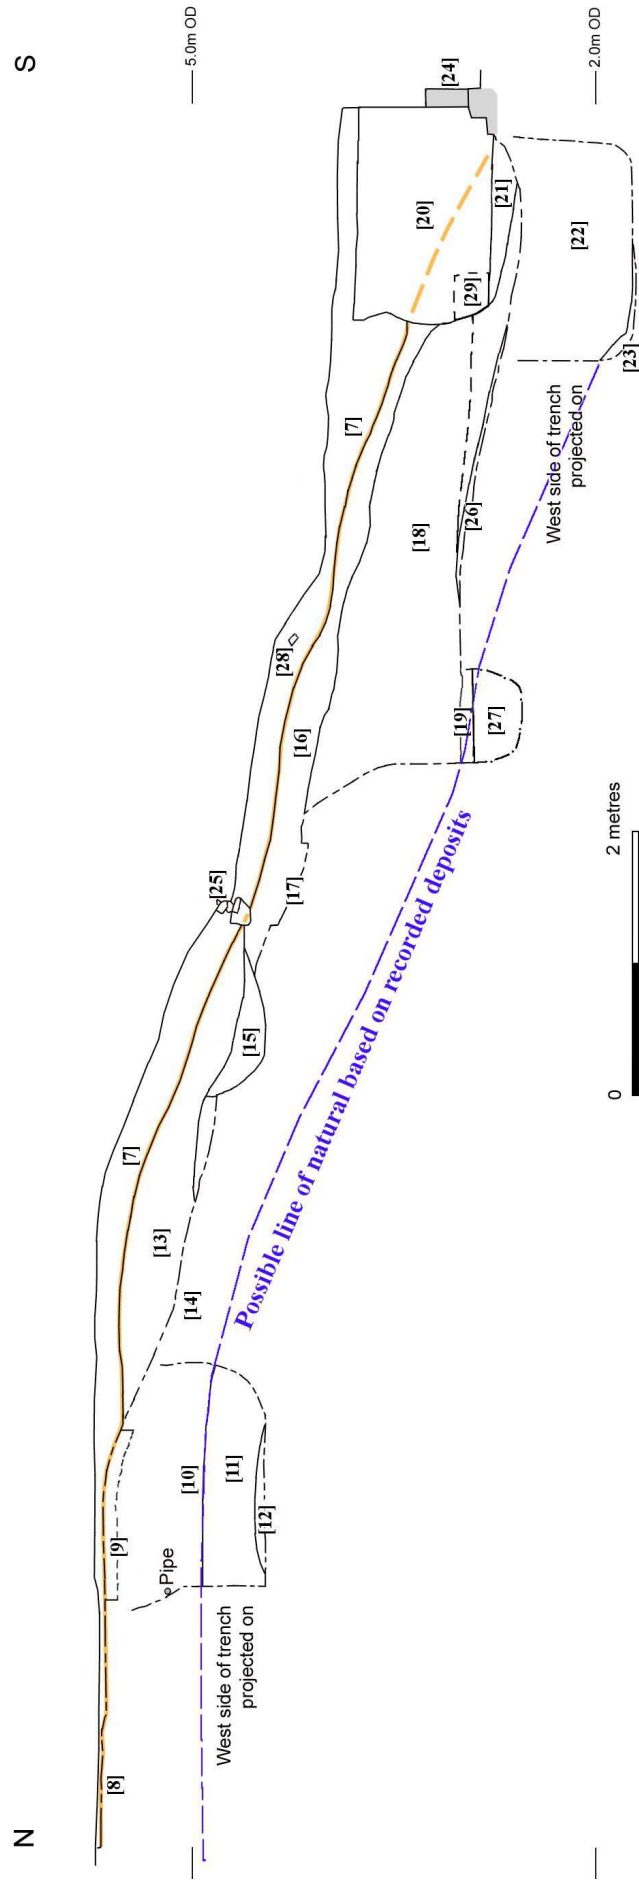 N
S
5.0m OD
2.0m OD
[8]
[9]
Pipe
[10]
[11]
[12]
West side of trench
projected on
[7]
[13]
[14]
[15]
[25]
[17]
[16]
[28]
[7]
[18]
[19]
[27]
[26]
[20]
[29]
[21]
[24]
[22]
[23]
West side of trench
projected on
Possible line of natural based on recorded deposits
0
2 metres